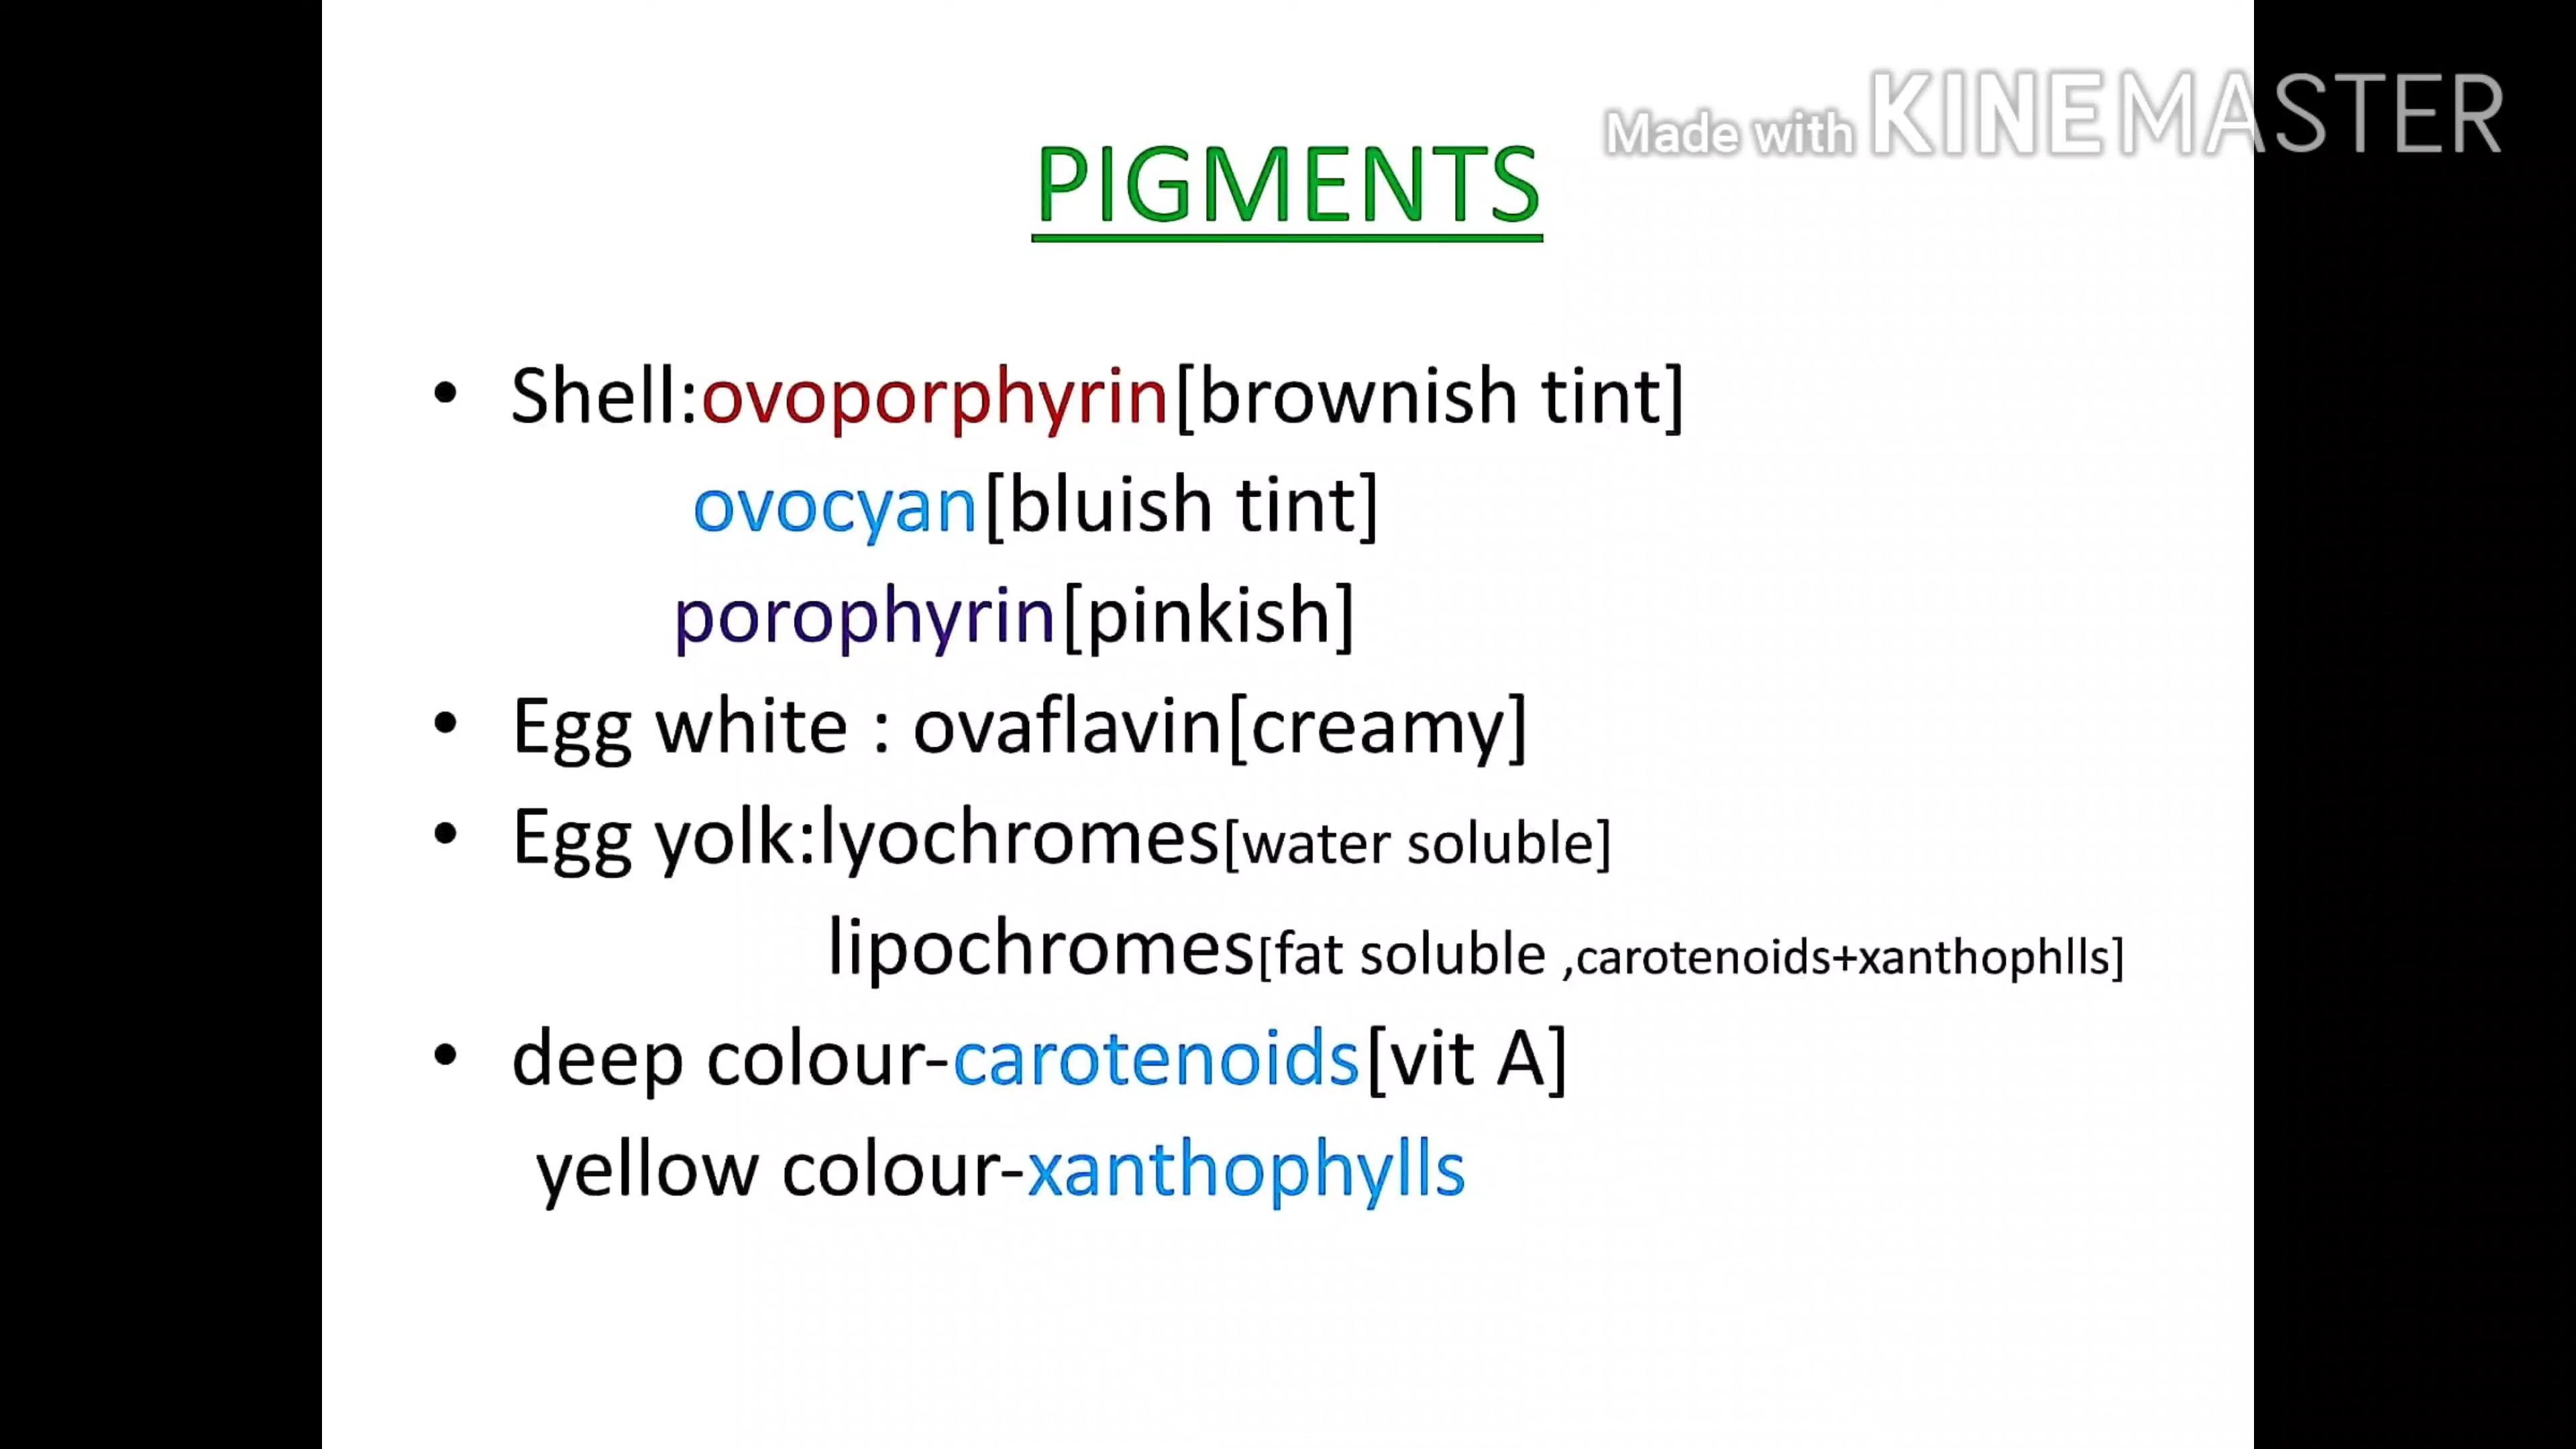 Made with KINEMASTER
PIGMENTS
• Shell:ovoporphyrin[brownish tint]
ovocyan[bluish tint]
porophyrin[pinkish]
• Egg white : ovaflavin[creamy]
• Egg yolk:lyochromes[water soluble]
lipochromes[fat soluble ,carotenoids+xanthophlls]
• deep colour-carotenoids[vit A]
yellow colour-xanthophylls